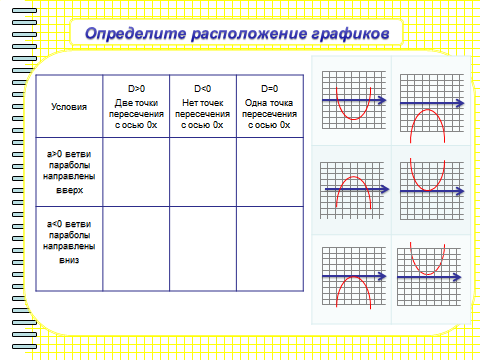 Определите расположение графиков
Условия
D>0
Две точки
пересечения
с осью 0х
D<0
Нет точек
пересечения
с осью 0х
D=0
Одна точка
пересечения
с осью 0х
а>0 ветви
параболы
направлены
вверх
а<0 ветви
параболы
направлены
вниз